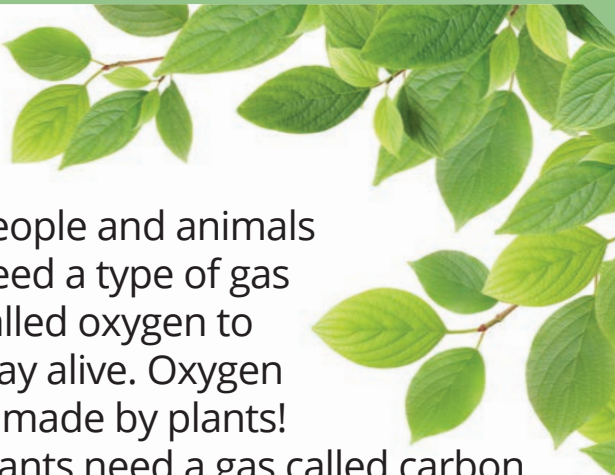 eople and animals
eed a type of gas
lled oxygen to
ay alive. Oxygen
made by plants!
ants need a gas called carbon